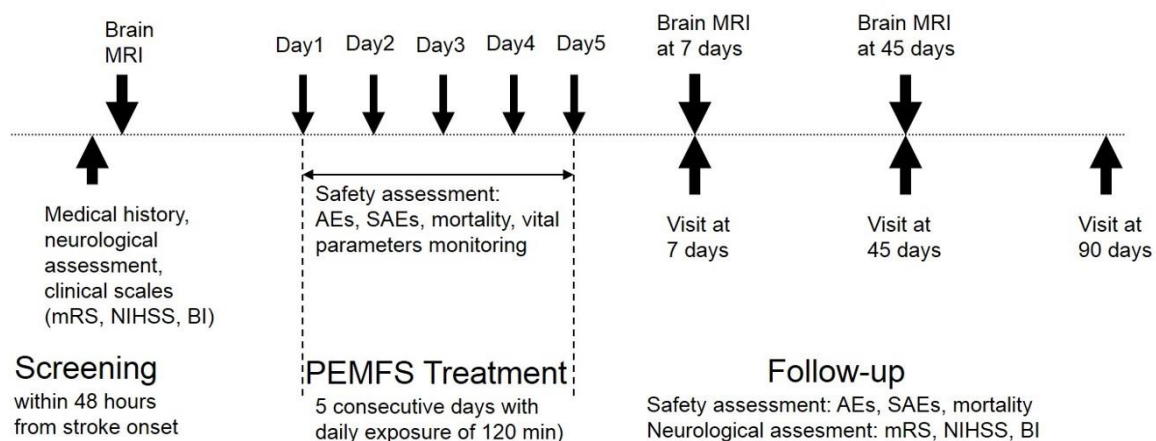 Brain
MRI
Day1
Day2
Day3
Day4
Day5
Brain MRI
at 7 days
Brain MRI
at 45 days
Medical history,
neurological
assessment,
clinical scales
(mRS, NIHSS, BI)
Safety assessment:
AEs, SAEs, mortality, vital
parameters monitoring
Visit at
7 days
Visit at
45 days
Visit at
90 days
Screening
within 48 hours
from stroke onset
PEMFS Treatment
5 consecutive days with
daily exposure of 120 min)
Follow-up
Safety assessment: AEs, SAEs, mortality
Neurological assesment: mRS, NIHSS, BI